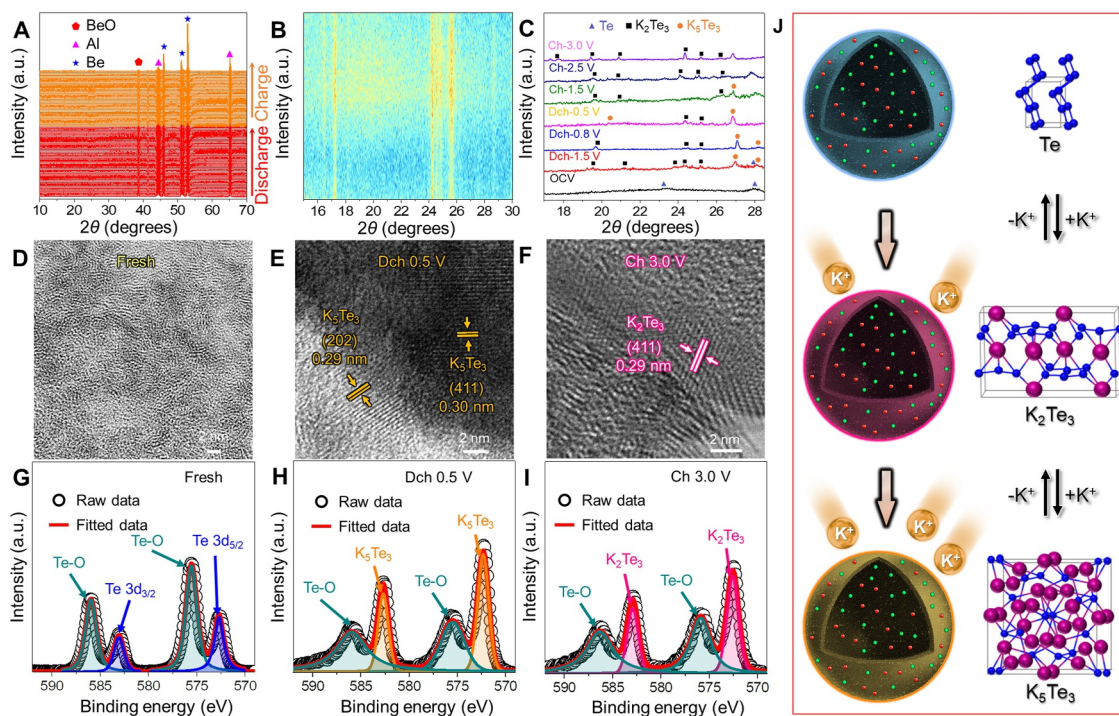 A
BeO
Al
Be
Intensity (a.u.)
Discharge Charge
10 20 30 40 50 60 70
2θ (degrees)
B
Intensity (a.u.)
16 18 20 22 24 26 28 30
2θ (degrees)
C
Te K₂Te₃ K₅Te₃
Intensity (a.u.)
Ch-3.0 V
Ch-2.5 V
Ch-1.5 V
Dch-0.5 V
Dch-0.8 V
Dch-1.5 V
OCV
18 20 22 24 26 28
2θ (degrees)
D
Fresh
2 nm
E
Dch 0.5 V
K₅Te₃
(202)
0.29 nm
K₅Te₃
(411)
0.30 nm
2 nm
F
Ch 3.0 V
K₂Te₃
(411)
0.29 nm
2 nm
G
Fresh
Raw data
Fitted data
Te-O
Te 3d₅/₂
Te-O
Te 3d₃/₂
Intensity (a.u.)
590 585 580 575 570
Binding energy (eV)
H
Dch 0.5 V
Raw data
Fitted data
K₅Te₃
K₅Te₃
Te-O
Te-O
Intensity (a.u.)
590 585 580 575 570
Binding energy (eV)
I
Ch 3.0 V
Raw data
Fitted data
K₂Te₃
K₂Te₃
Te-O
Te-O
Intensity (a.u.)
590 585 580 575 570
Binding energy (eV)
J
Te
-K⁺ +K⁺
K⁺ K⁺
K₂Te₃
-K⁺ +K⁺
K⁺ K⁺ K⁺
K₅Te₃